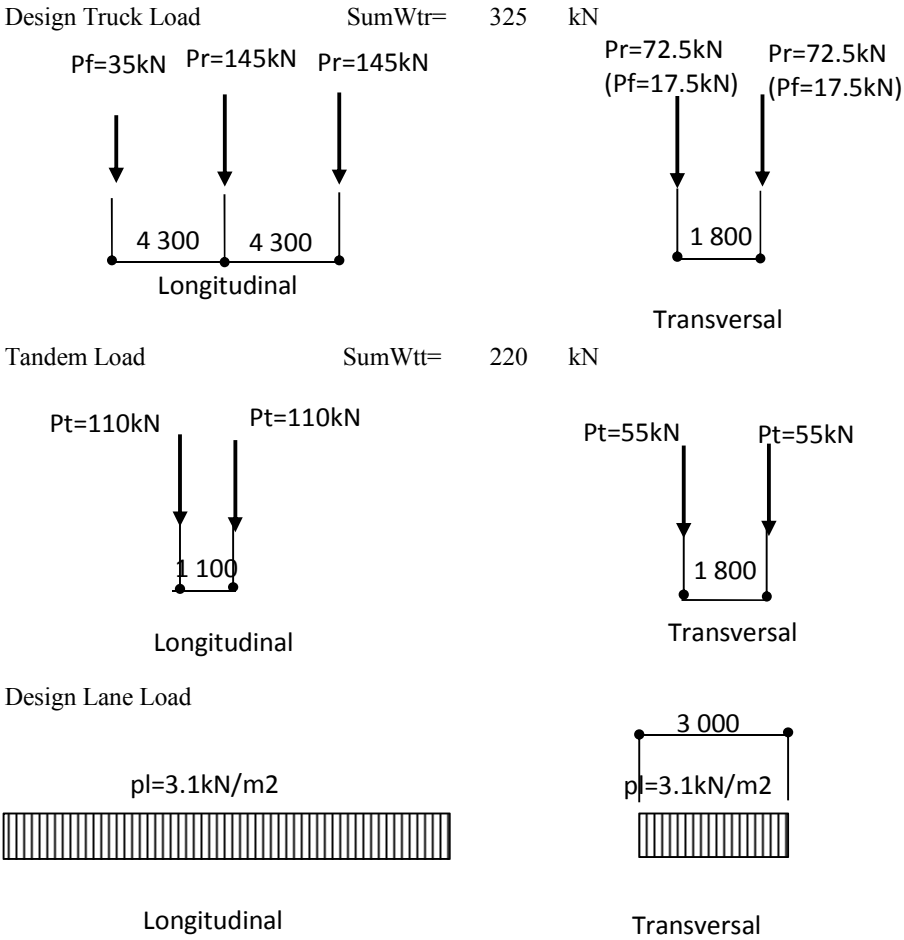 Design Truck Load SumWtr= 325 kN
Pf=35kN Pr=145kN Pr=145kN
Pr=72.5kN Pr=72.5kN
(Pf=17.5kN) (Pf=17.5kN)
4 300 4 300
1 800
Longitudinal
Transversal
Tandem Load SumWtt= 220 kN
Pt=110kN Pt=110kN
Pt=55kN Pt=55kN
1 100
1 800
Longitudinal
Transversal
Design Lane Load
3 000
pl=3.1kN/m2
pl=3.1kN/m2
Longitudinal
Transversal